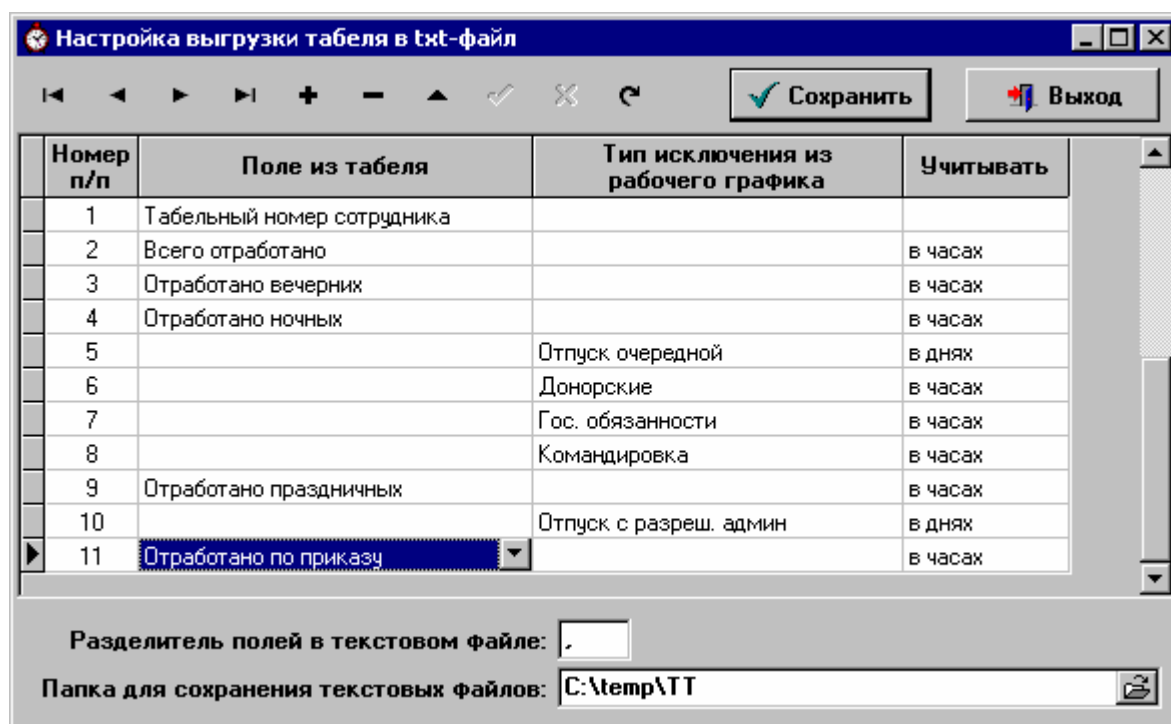 Настройка выгрузки табеля в txt-файл
Сохранить Выход
Номер п/п Поле из табеля Тип исключения из рабочего графика Учитывать
1 Табельный номер сотрудника
2 Всего отработано в часах
3 Отработано вечерних в часах
4 Отработано ночных в часах
5 Отпуск очередной в днях
6 Донорские в часах
7 Гос. обязанности в часах
8 Командировка в часах
9 Отработано праздничных в часах
10 Отпуск с разреш. админ в днях
11 Отработано по приказу в часах
Разделитель полей в текстовом файле: ,
Папка для сохранения текстовых файлов: C:\temp\TT